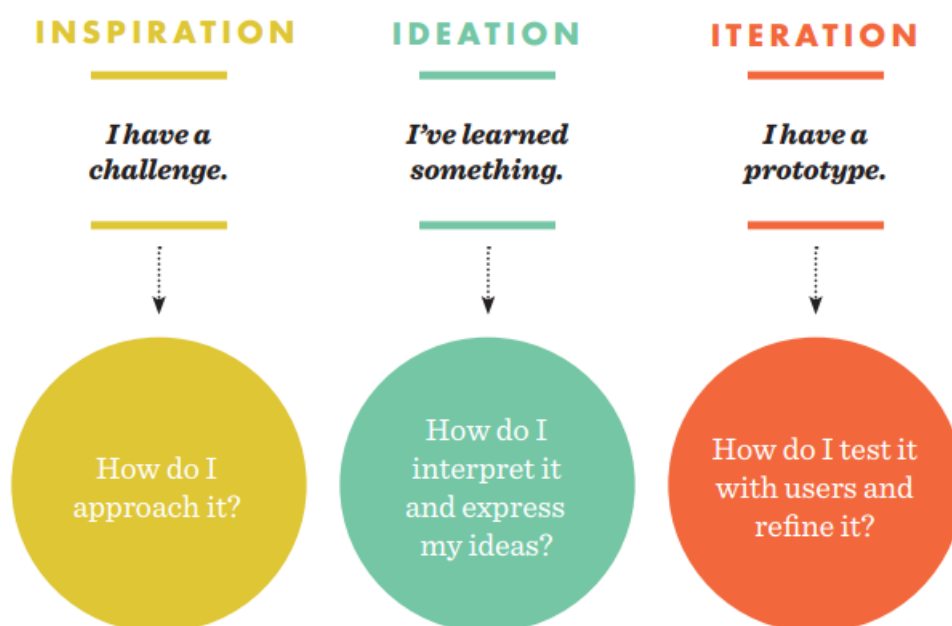 INSPIRATION
I have a
challenge.
How do I
approach it?
IDEATION
I've learned
something.
How do I
interpret it
and express
my ideas?
ITERATION
I have a
prototype.
How do I test it
with users and
refine it?